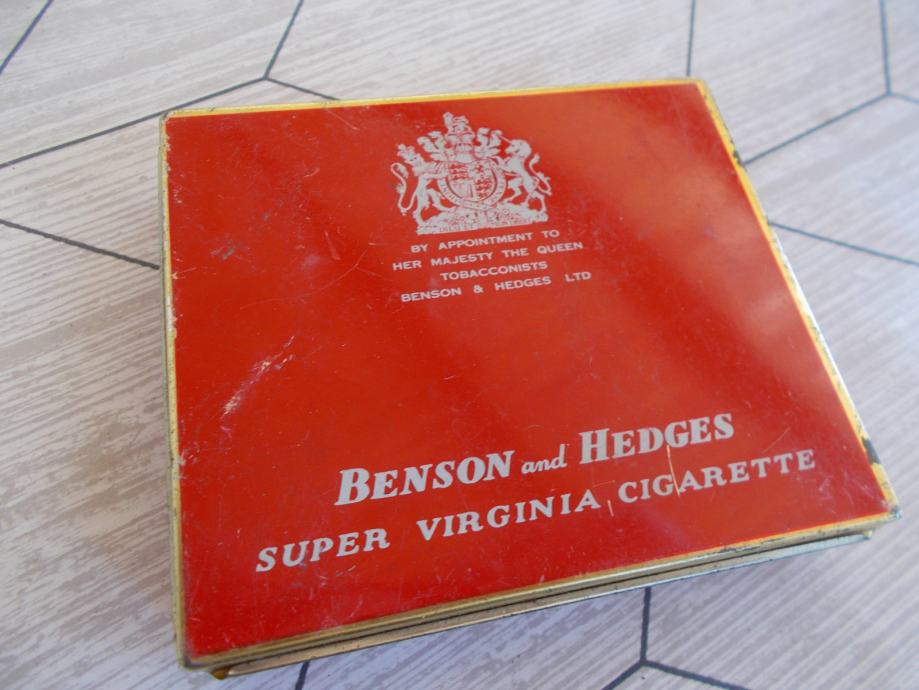 BY APPOINTMENT TO
HER MAJESTY THE QUEEN
TOBACCONISTS
BENSON & HEDGES LTD
BENSON and HEDGES
SUPER VIRGINIA CIGARETTE